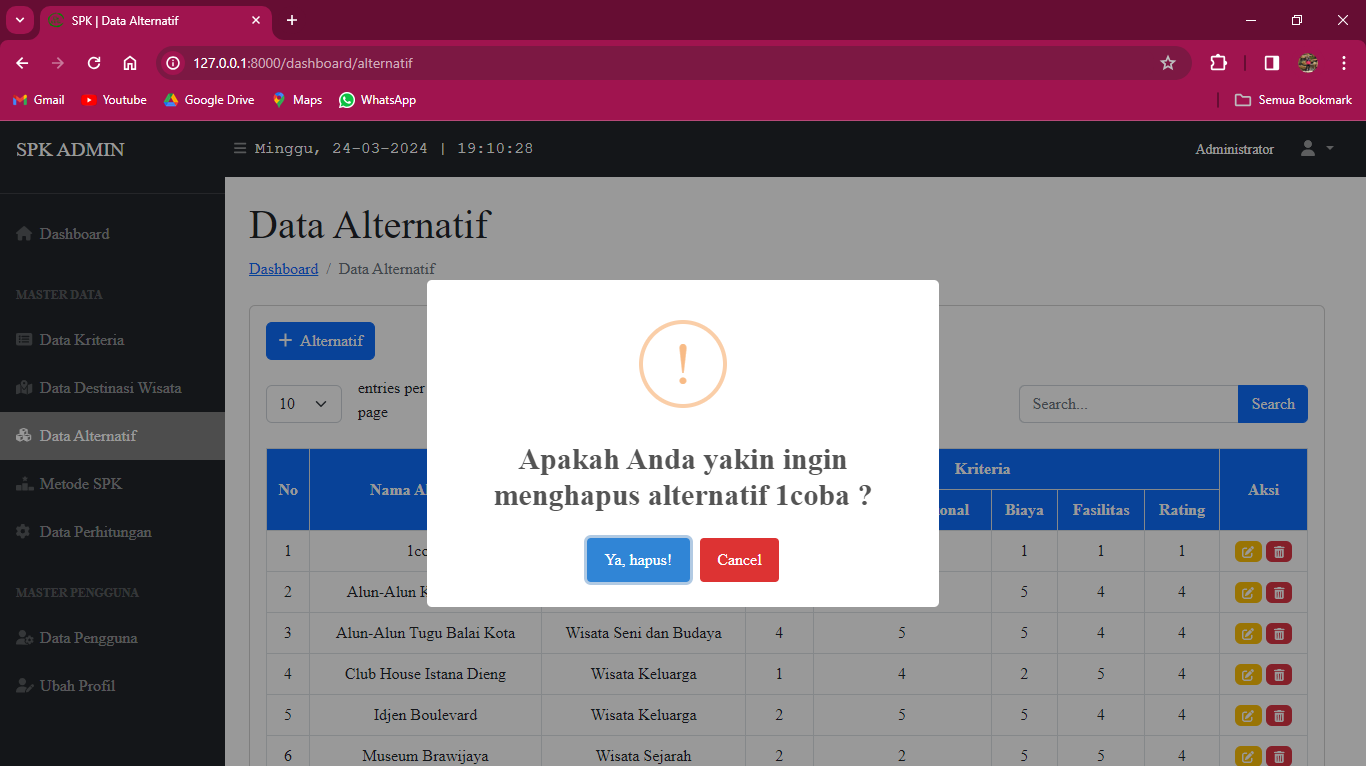 SPK | Data Alternatif
127.0.0.1:8000/dashboard/alternatif
Gmail Youtube Google Drive Maps WhatsApp Semua Bookmark
SPK ADMIN
Minggu, 24-03-2024 | 19:10:28
Administrator
Dashboard
MASTER DATA
Data Kriteria
Data Destinasi Wisata
Data Alternatif
Metode SPK
Data Perhitungan
MASTER PENGGUNA
Data Pengguna
Ubah Profil
Data Alternatif
Dashboard / Data Alternatif
+ Alternatif
10 entries per
page
Search... Search
Apakah Anda yakin ingin
menghapus alternatif 1coba ?
Ya, hapus! Cancel
No Kriteria Aksi
Biaya Fasilitas Rating
1 1 1 1
2 Alun-Alun 5 4 4
3 Alun-Alun Tugu Balai Kota Wisata Seni dan Budaya 4 5 5 4 4
4 Club House Istana Dieng Wisata Keluarga 1 4 2 5 4
5 Idjen Boulevard Wisata Keluarga 2 5 5 4 4
6 Museum Brawijaya Wisata Sejarah 2 2 5 5 4